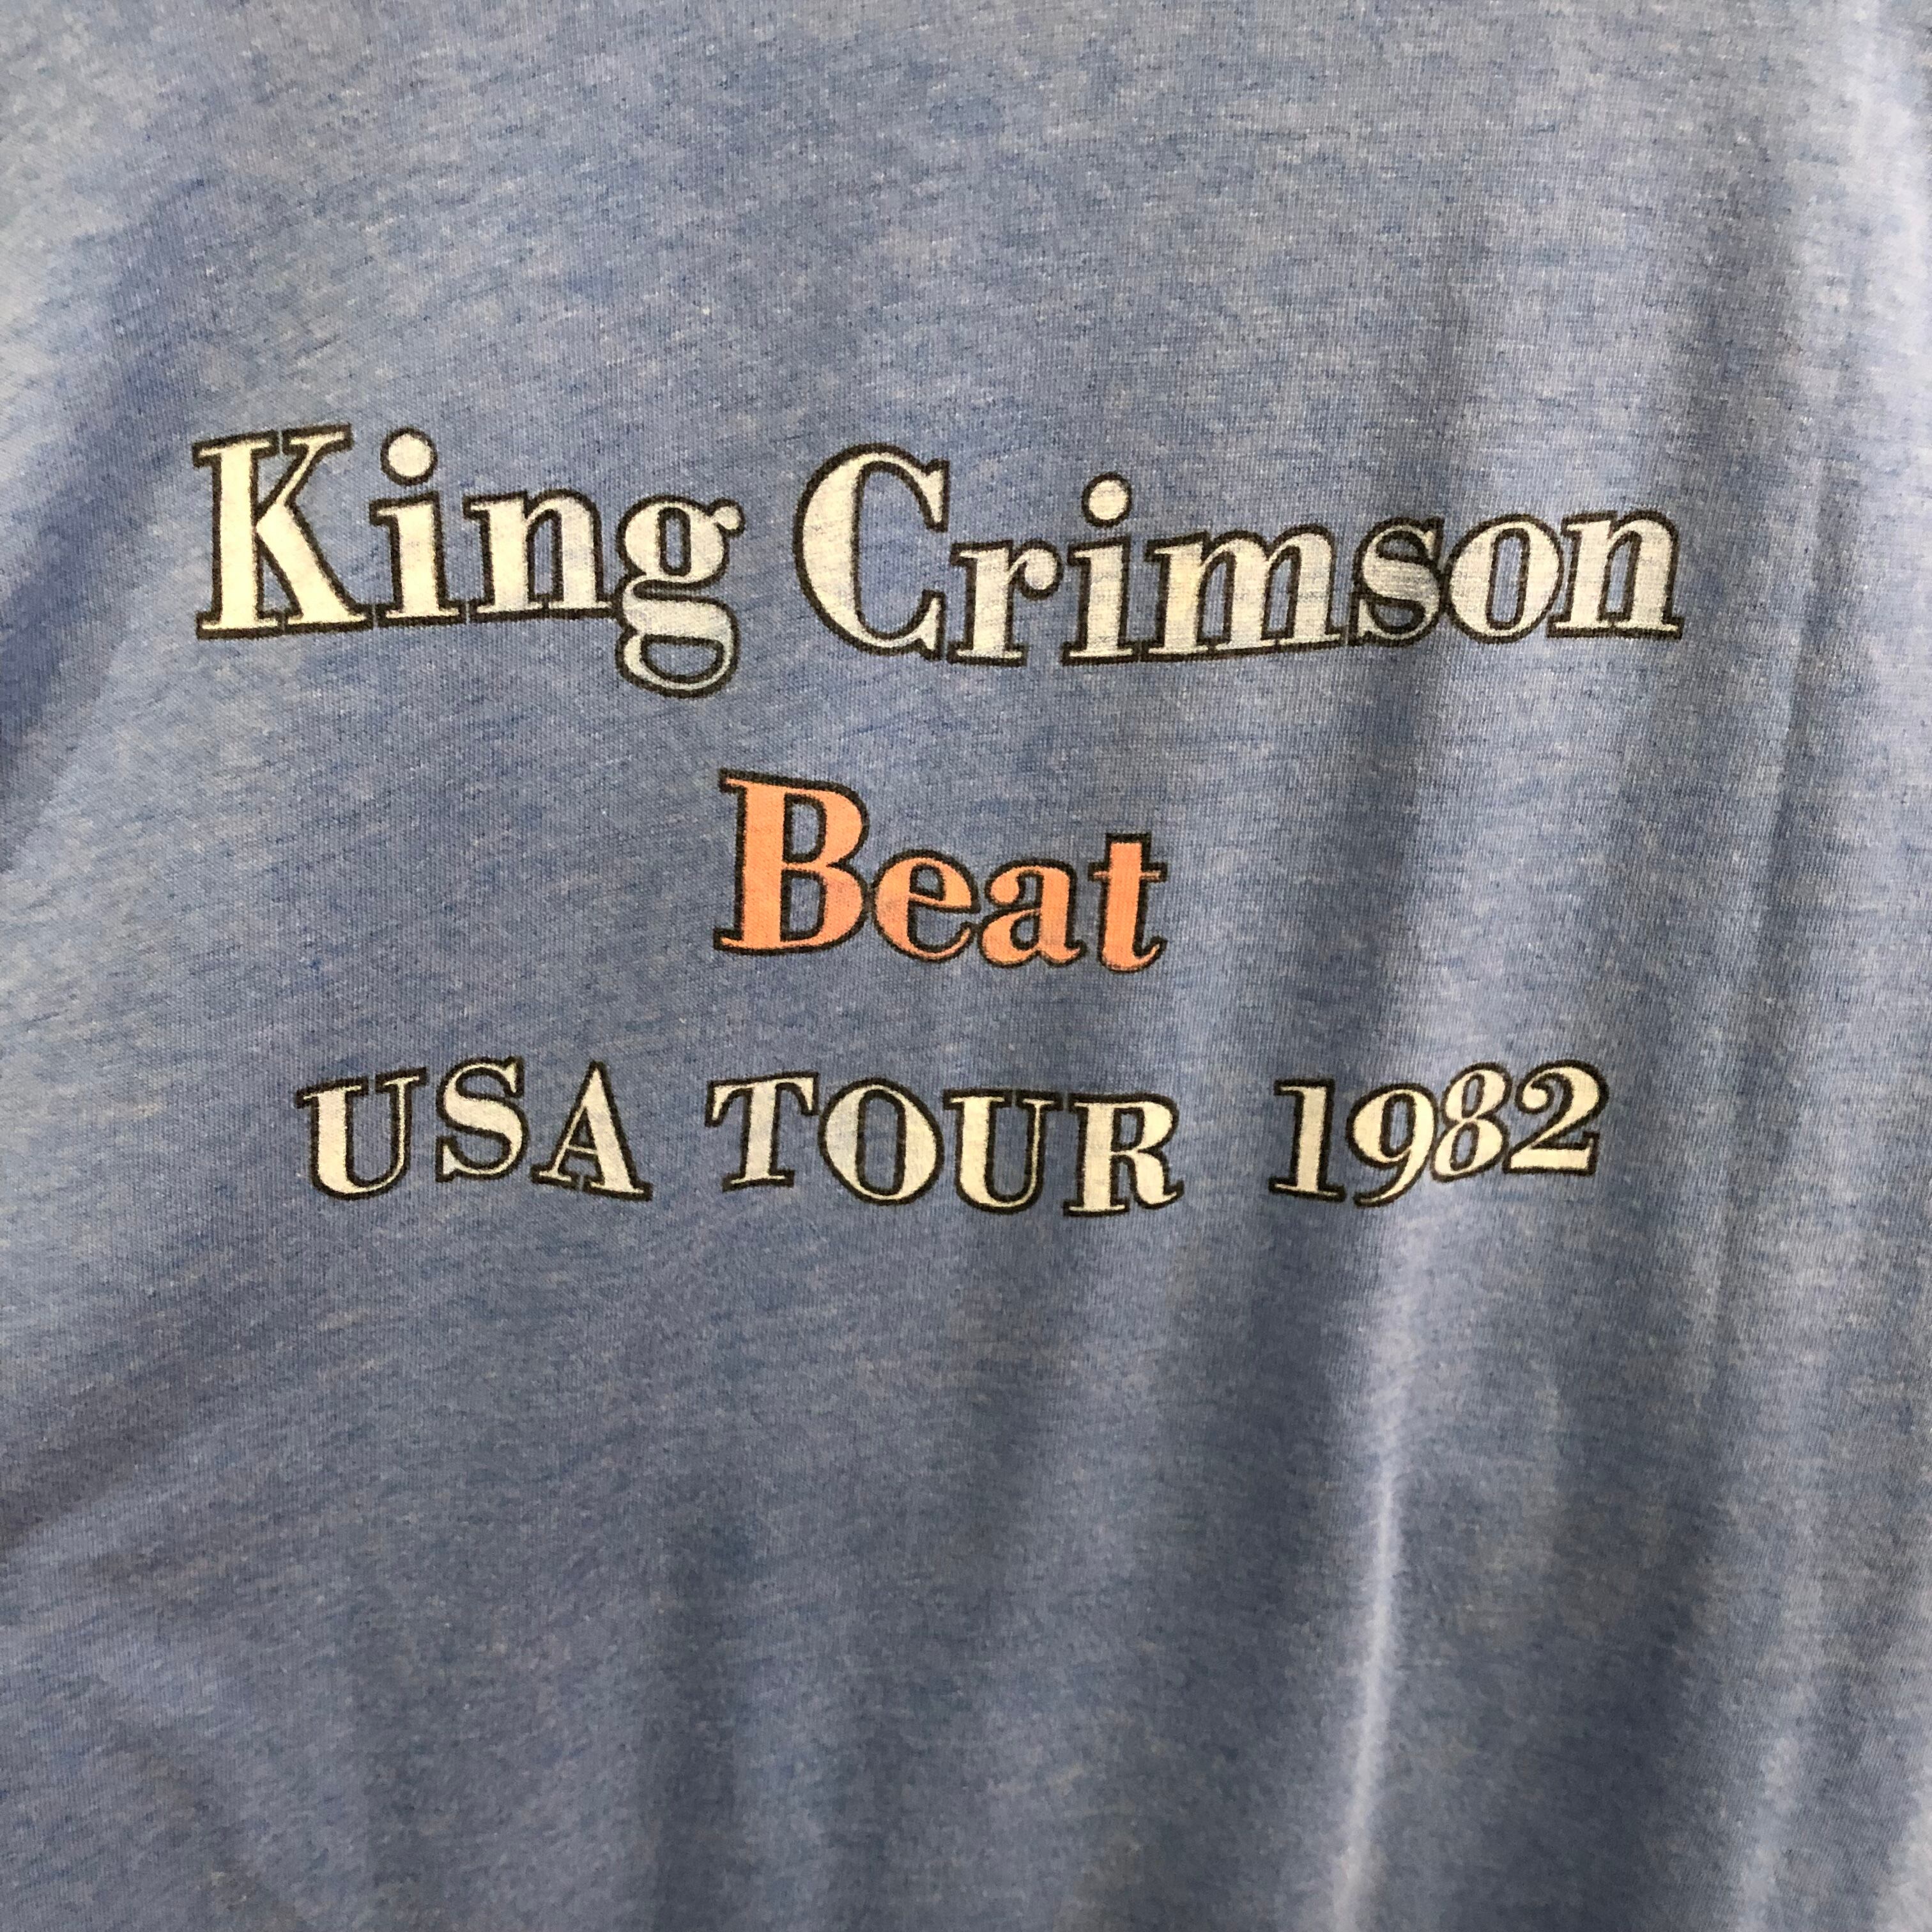 King Crimson
Beat
USA TOUR 1982